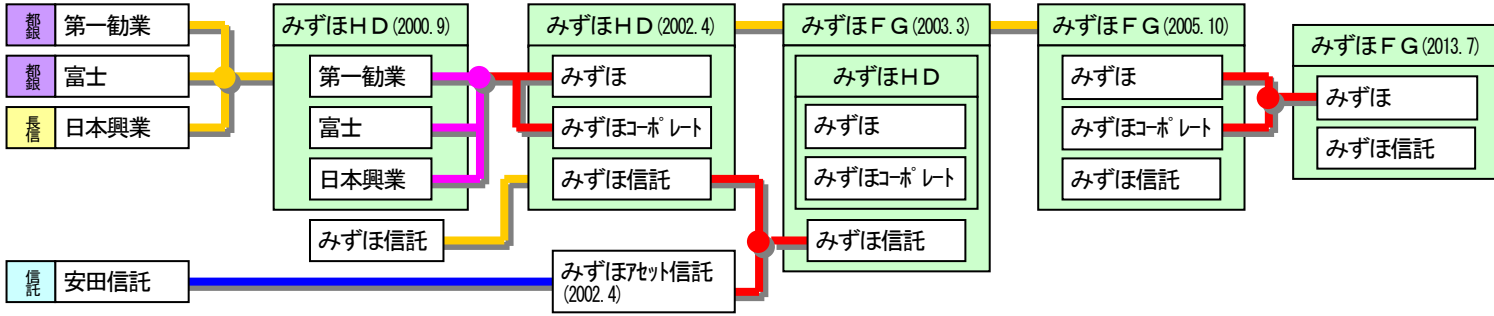 都銀
第一勧業
都銀
富士
長信
日本興業
信託
安田信託
みずほＨＤ(2000.9)
第一勧業
富士
日本興業
みずほ信託
みずほＨＤ(2002.4)
みずほ
みずほｺｰﾎﾟﾚｰﾄ
みずほ信託
みずほｱｾｯﾄ信託
(2002.4)
みずほＦＧ(2003.3)
みずほＨＤ
みずほ
みずほｺｰﾎﾟﾚｰﾄ
みずほ信託
みずほＦＧ(2005.10)
みずほ
みずほｺｰﾎﾟﾚｰﾄ
みずほ信託
みずほＦＧ(2013.7)
みずほ
みずほ信託